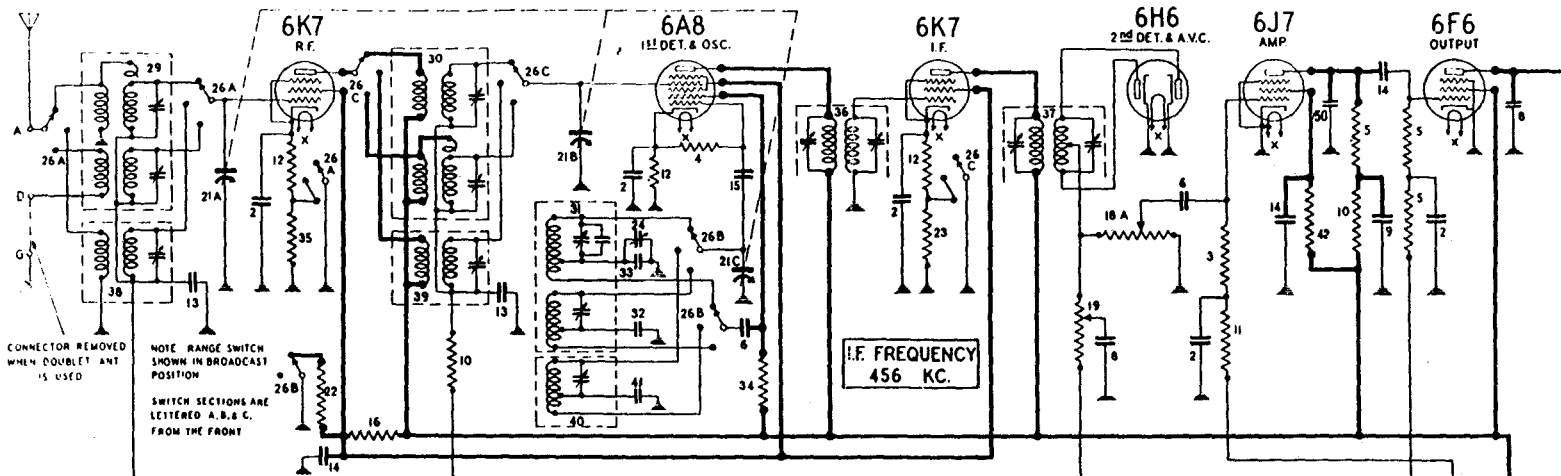 6K7
R.F.
6A8
1ST DET. & OSC.
6K7
I.F.
6H6
2nd DET. & A.V.C.
6J7
AMP.
6F6
OUTPUT
29
26A
30
26
C
26C
A
26A
D
G
21A
2
12
35
26
A
38
13
39
13
10
21B
2
12
4
15
31
24
33
26B
21C
32
26B
6
34
41
40
36
2
12
23
26
C
37
18 A
6
19
8
3
2
11
14
42
50
5
10
9
14
5
5
2
8
CONNECTOR REMOVED
WHEN DOUBLET ANT
IS USED
NOTE RANGE SWITCH
SHOWN IN BROADCAST
POSITION
SWITCH SECTIONS ARE
LETTERED A, B, & C.
FROM THE FRONT
26B
22
16
14
I.F. FREQUENCY
456 KC.
X
X
X
X
X
X